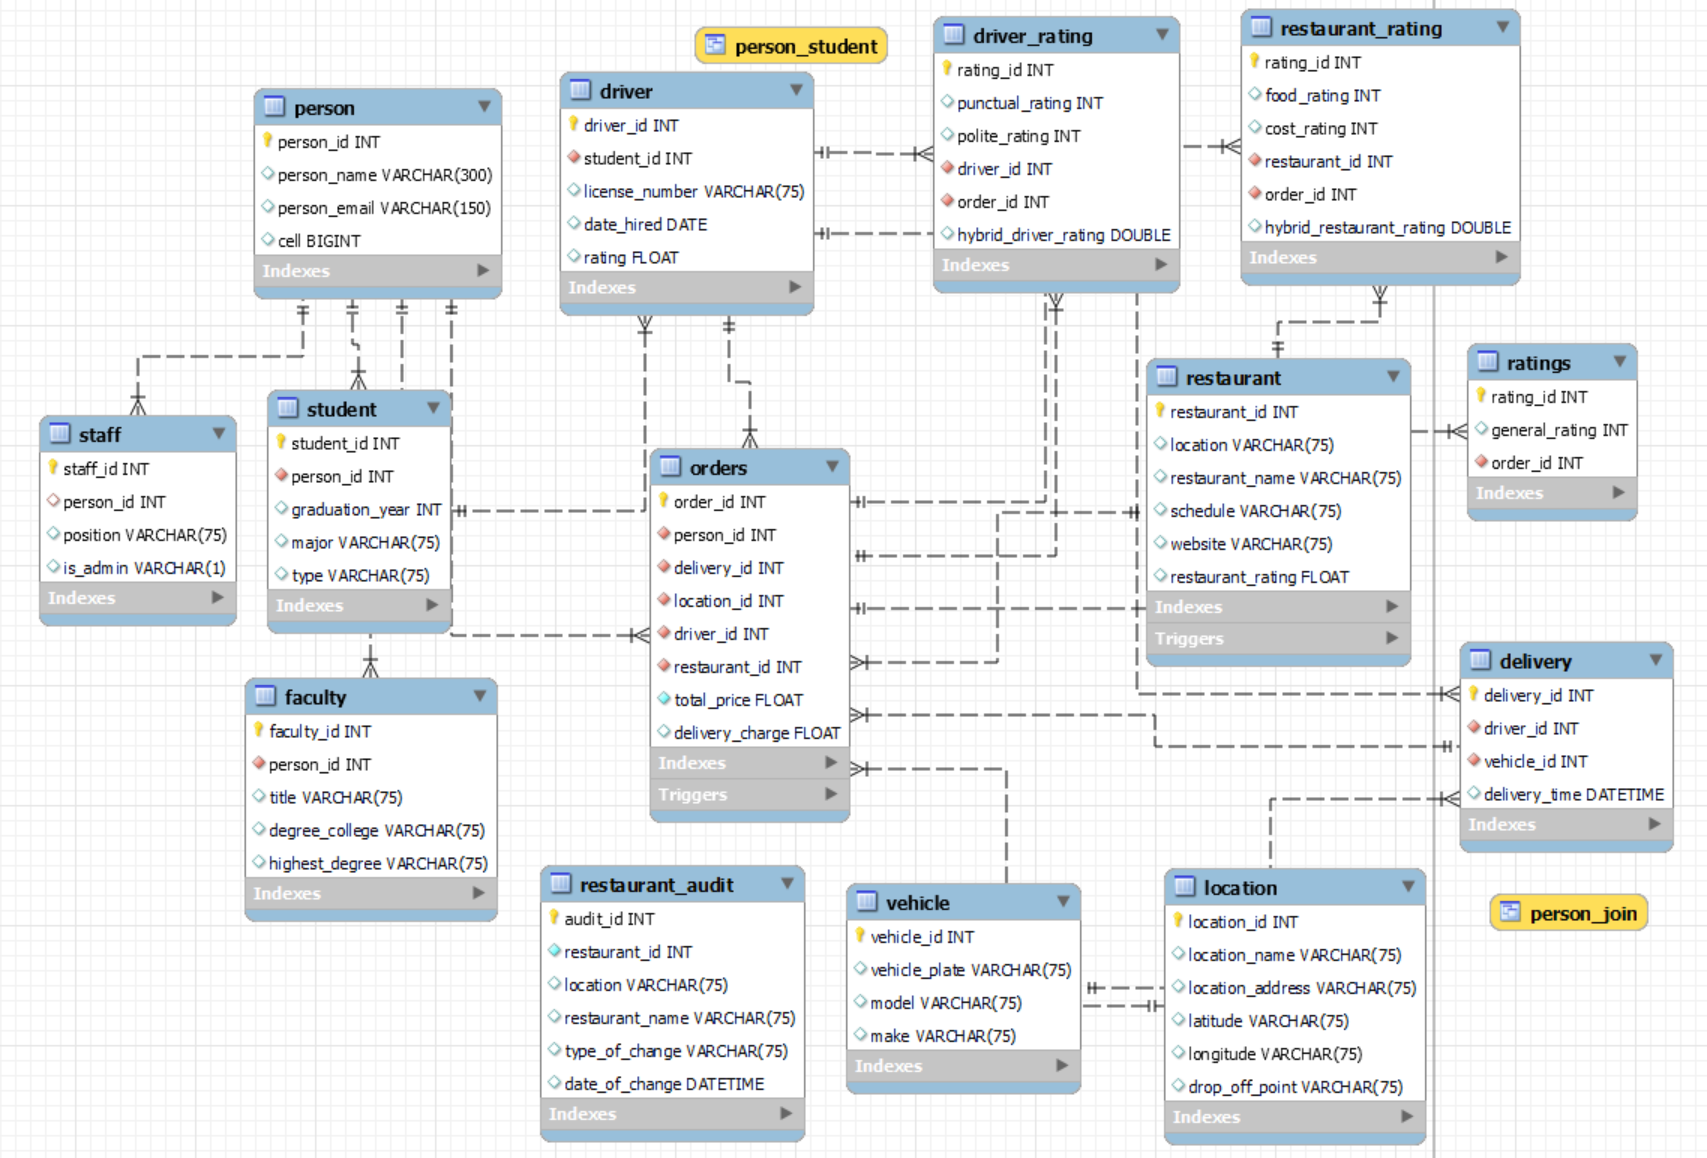 person_student
driver_rating
rating_id INT
punctual_rating INT
polite_rating INT
driver_id INT
order_id INT
hybrid_driver_rating DOUBLE
Indexes
restaurant_rating
rating_id INT
food_rating INT
cost_rating INT
restaurant_id INT
order_id INT
hybrid_restaurant_rating DOUBLE
Indexes
person
person_id INT
person_name VARCHAR(300)
person_email VARCHAR(150)
cell BIGINT
Indexes
driver
driver_id INT
student_id INT
license_number VARCHAR(75)
date_hired DATE
rating FLOAT
Indexes
staff
staff_id INT
person_id INT
position VARCHAR(75)
is_admin VARCHAR(1)
Indexes
student
student_id INT
person_id INT
graduation_year INT
major VARCHAR(75)
type VARCHAR(75)
Indexes
orders
order_id INT
person_id INT
delivery_id INT
location_id INT
driver_id INT
restaurant_id INT
total_price FLOAT
delivery_charge FLOAT
Indexes
Triggers
restaurant
restaurant_id INT
location VARCHAR(75)
restaurant_name VARCHAR(75)
schedule VARCHAR(75)
website VARCHAR(75)
restaurant_rating FLOAT
Indexes
Triggers
ratings
rating_id INT
general_rating INT
order_id INT
Indexes
faculty
faculty_id INT
person_id INT
title VARCHAR(75)
degree_college VARCHAR(75)
highest_degree VARCHAR(75)
Indexes
delivery
delivery_id INT
driver_id INT
vehicle_id INT
delivery_time DATETIME
Indexes
restaurant_audit
audit_id INT
restaurant_id INT
location VARCHAR(75)
restaurant_name VARCHAR(75)
type_of_change VARCHAR(75)
date_of_change DATETIME
Indexes
vehicle
vehicle_id INT
vehicle_plate VARCHAR(75)
model VARCHAR(75)
make VARCHAR(75)
Indexes
location
location_id INT
location_name VARCHAR(75)
location_address VARCHAR(75)
latitude VARCHAR(75)
longitude VARCHAR(75)
drop_off_point VARCHAR(75)
Indexes
person_join